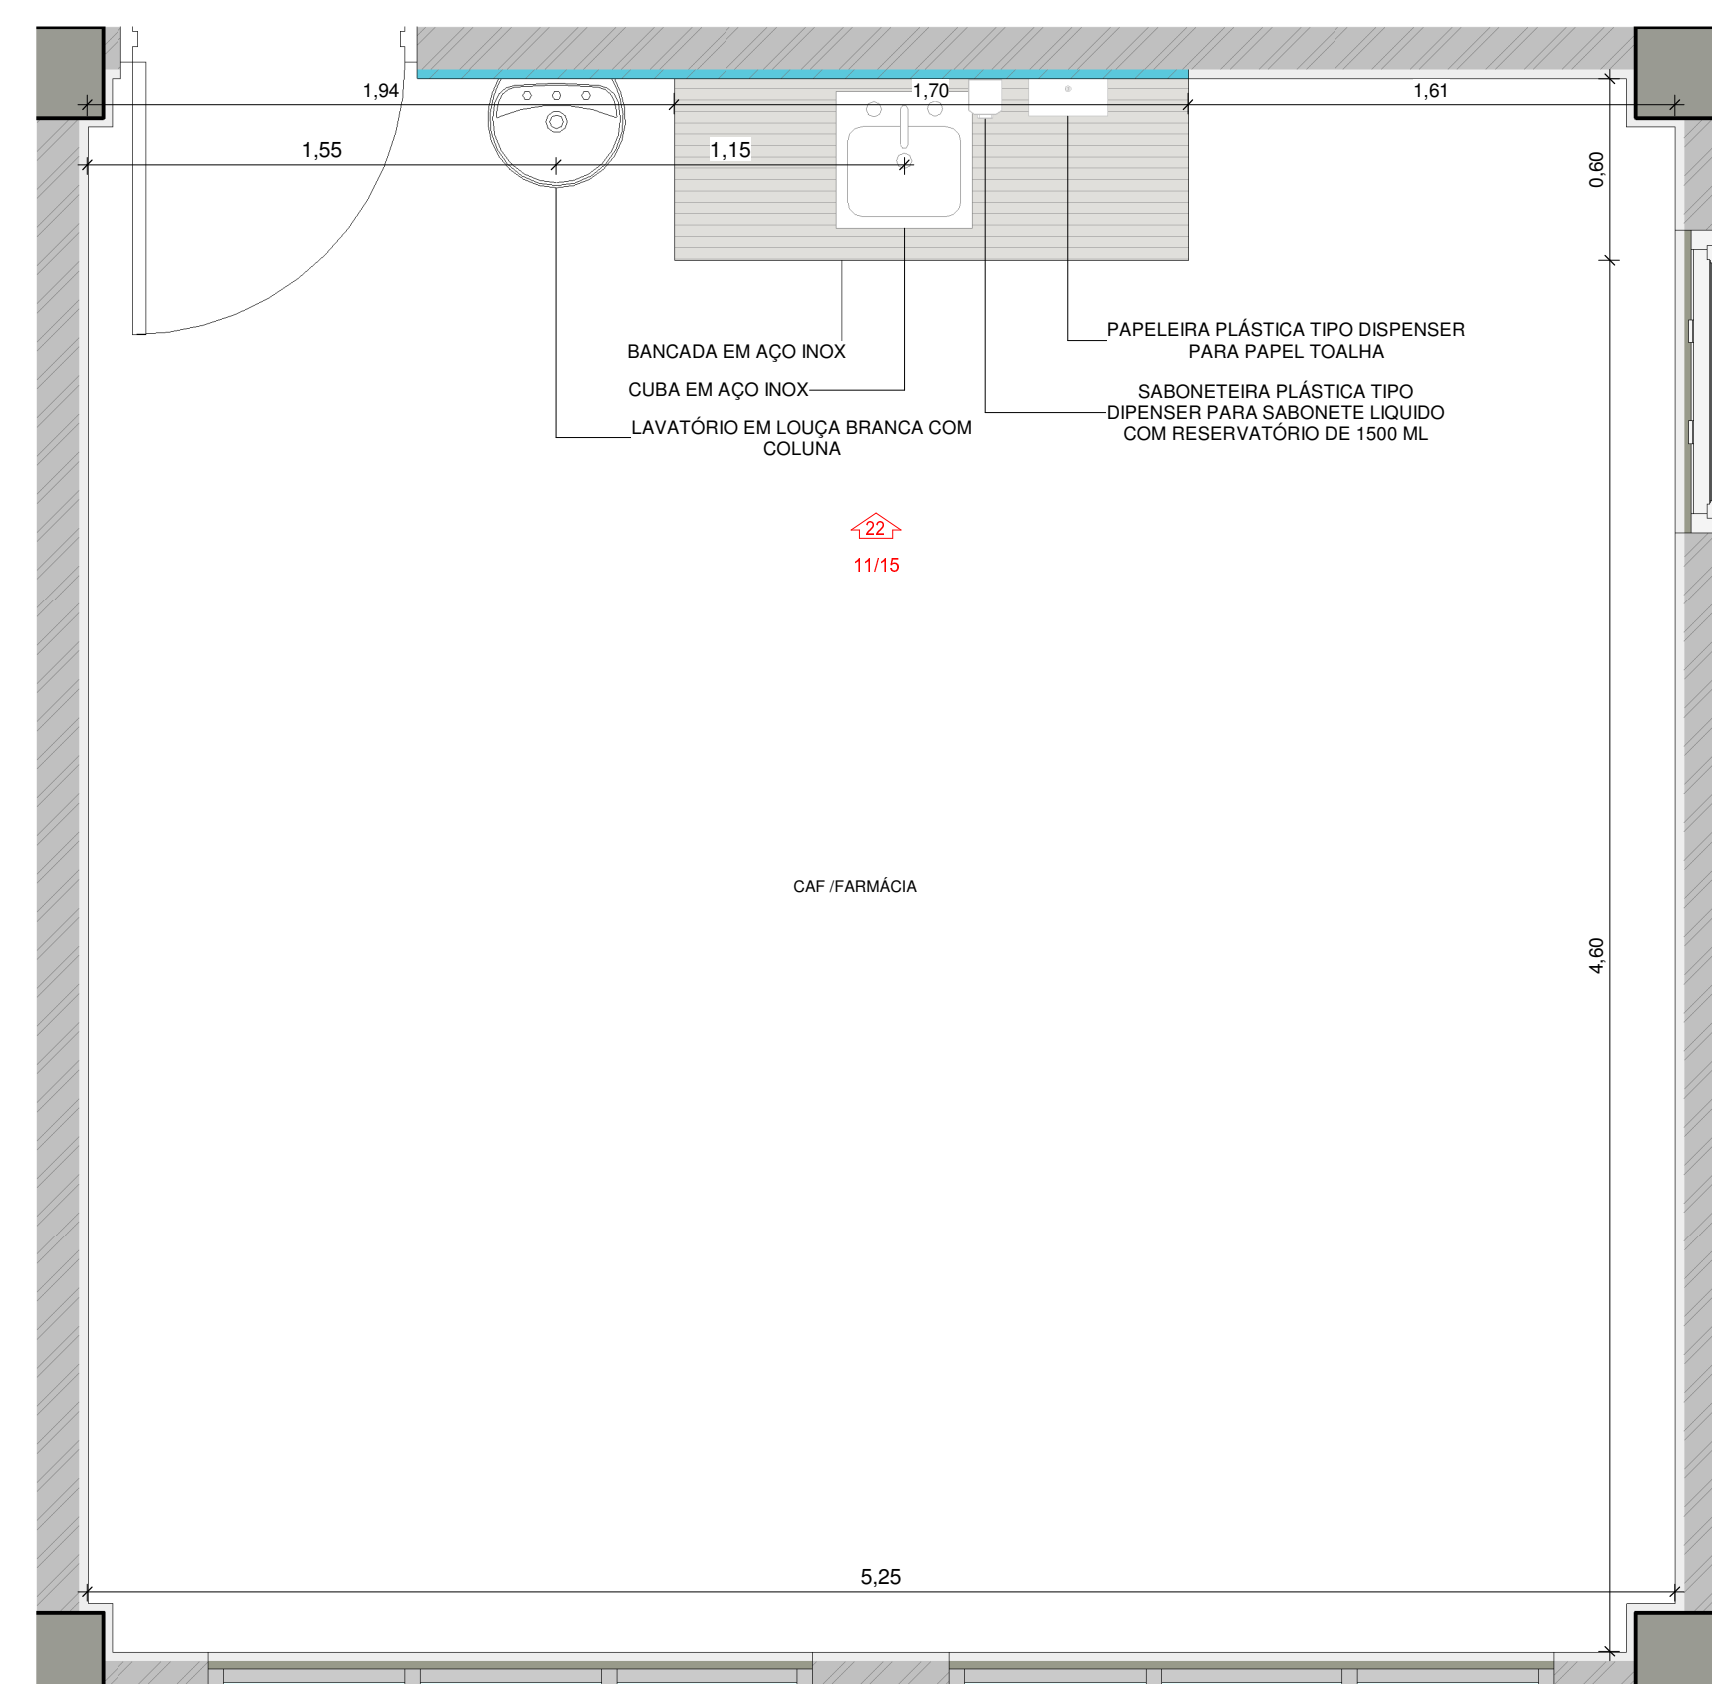 1,94
1,70
1,61
1,55
1,15
0,60
BANCADA EM AÇO INOX
CUBA EM AÇO INOX
LAVATÓRIO EM LOUÇA BRANCA COM
COLUNA
PAPELEIRA PLÁSTICA TIPO DISPENSER
PARA PAPEL TOALHA
SABONETEIRA PLÁSTICA TIPO
DIPENSER PARA SABONETE LIQUIDO
COM RESERVATÓRIO DE 1500 ML
22
11/15
CAF /FARMÁCIA
4,60
5,25